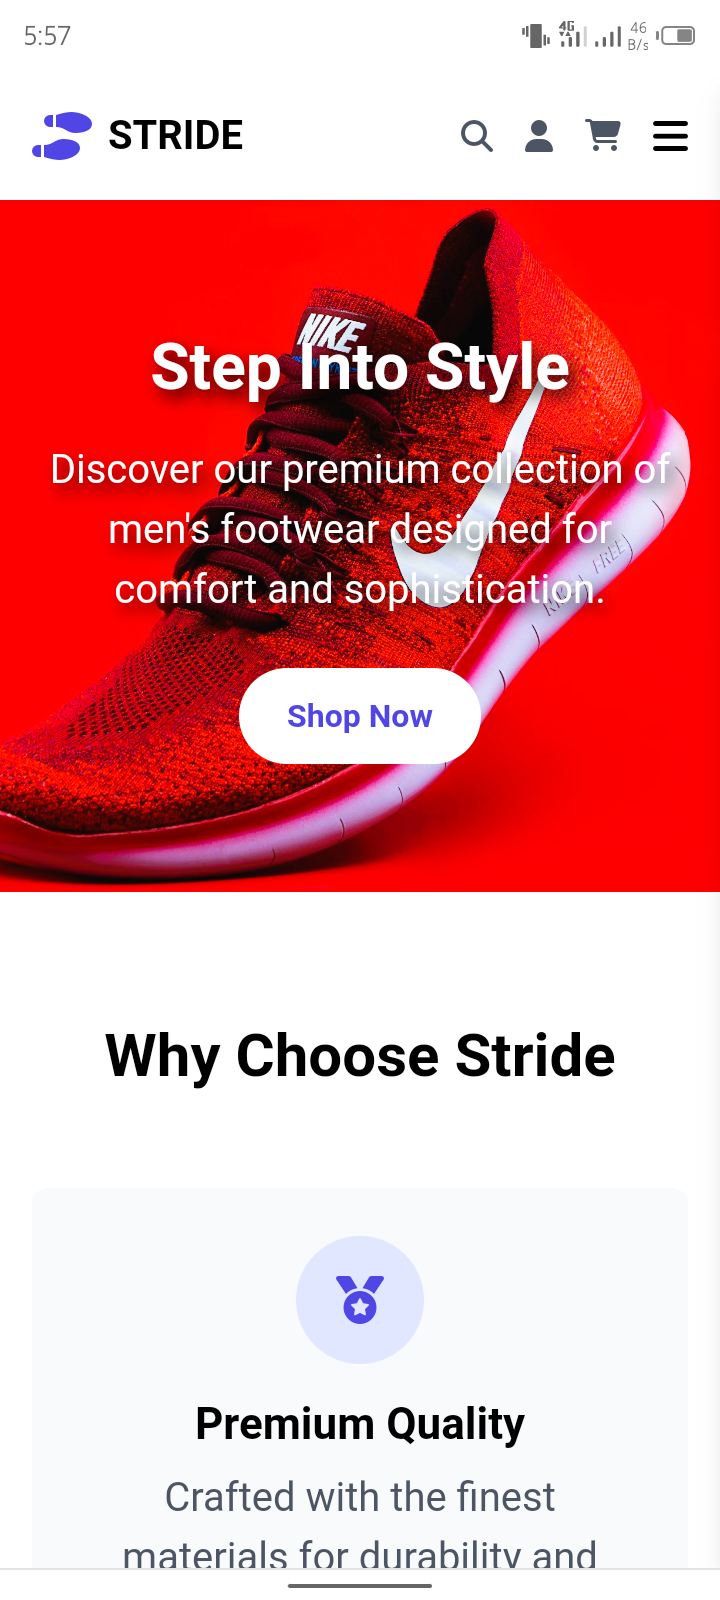 5:57
4G
46
B/s
STRIDE
NIKE
Step Into Style
Discover our premium collection of
men's footwear designed for
comfort and sophistication.
FREE
Shop Now
Why Choose Stride
Premium Quality
Crafted with the finest
materials for durability and